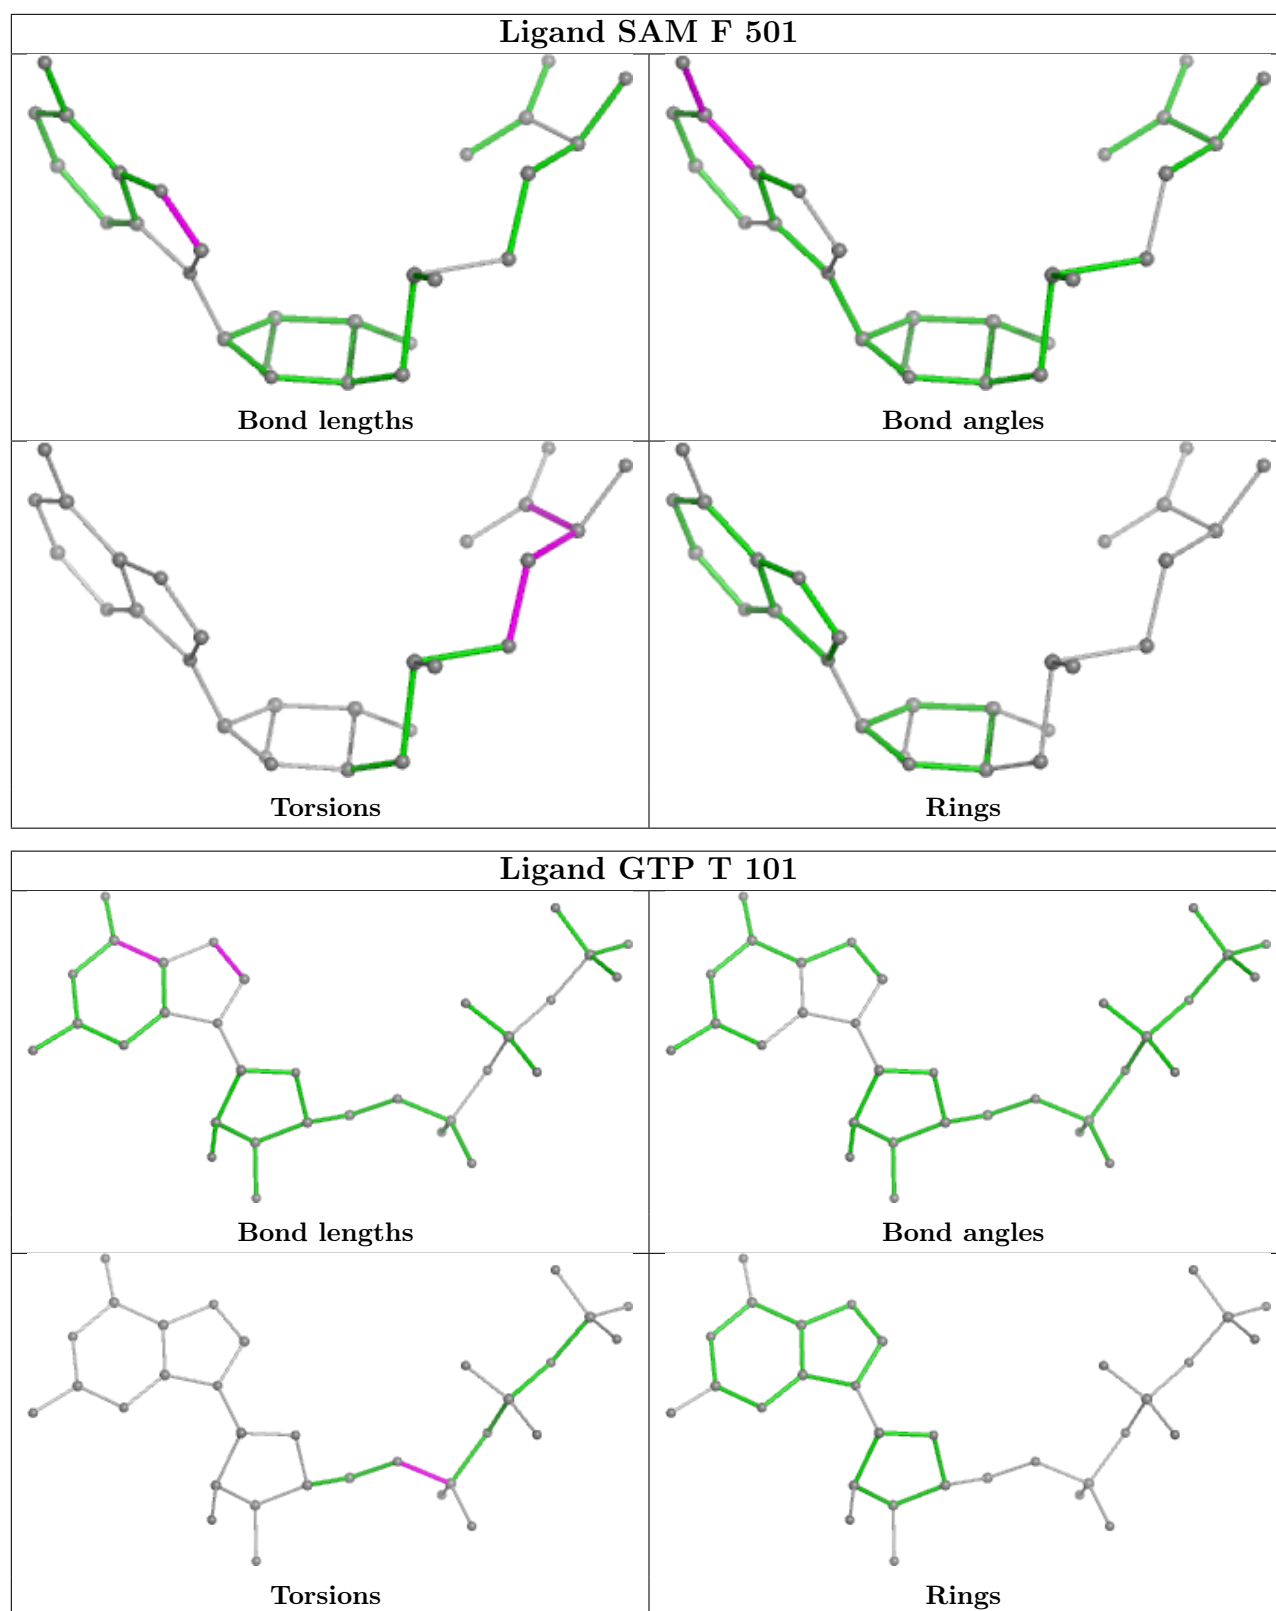 Ligand SAM F 501
Bond lengths
Bond angles
Torsions
Rings
Ligand GTP T 101
Bond lengths
Bond angles
Torsions
Rings